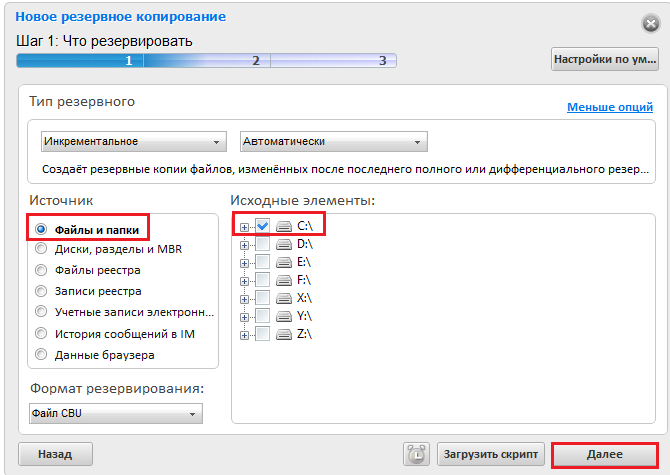 Новое резервное копирование
Шаг 1: Что резервировать
1 2 3
Настройки по ум...
Тип резервного
Меньше опций
Инкрементальное Автоматически
Создаёт резервные копии файлов, изменённых после последнего полного или дифференциального резер...
Источник
Файлы и папки
Диски, разделы и MBR
Файлы реестра
Записи реестра
Учетные записи электронн...
История сообщений в IM
Данные браузера
Исходные элементы:
C:\
D:\
E:\
F:\
X:\
Y:\
Z:\
Формат резервирования:
Файл CBU
Назад Загрузить скрипт Далее